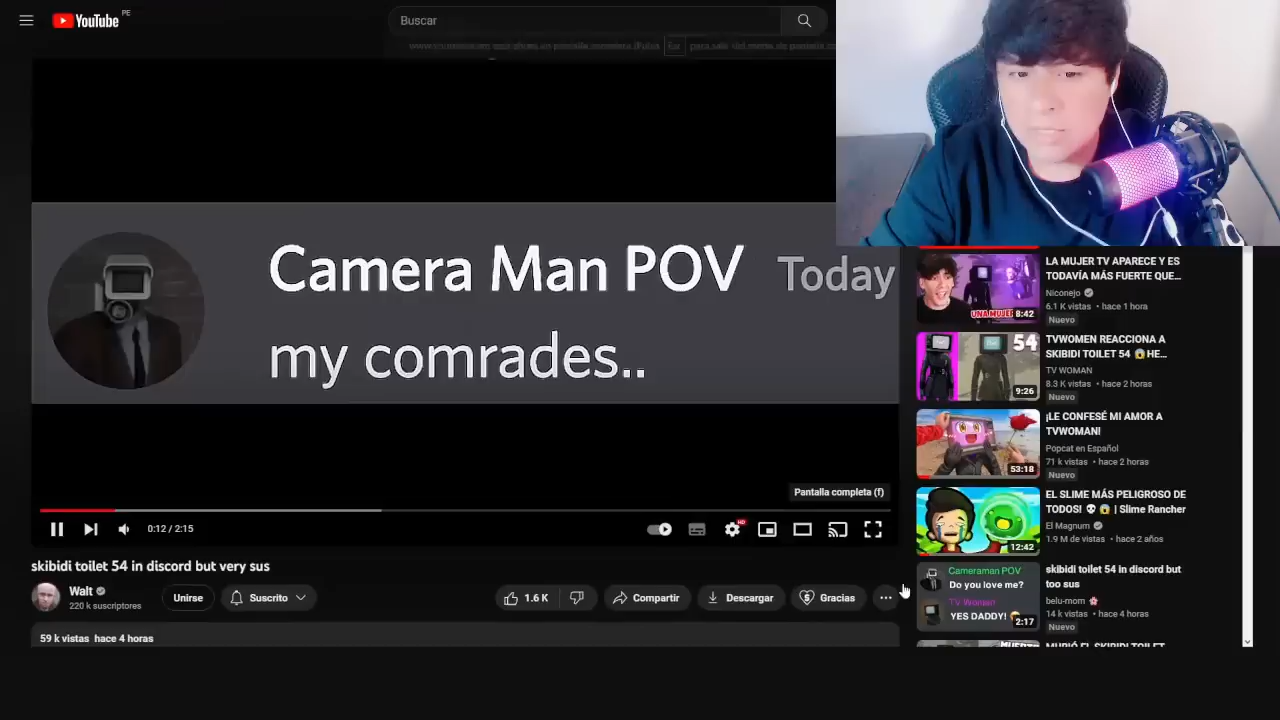 YouTube PE
Buscar
Esc
Camera Man POV Today
my comrades..
Pantalla completa (f)
0:12 / 2:15
HD
skibidi toilet 54 in discord but very sus
Walt
220 k suscriptores
Unirse
Suscrito
1.6 K
Compartir
Descargar
Gracias
59 k vistas hace 4 horas
8:42
LA MUJER TV APARECE Y ES
TODAVÍA MÁS FUERTE QUE...
Niconejo
6.1 K vistas • hace 1 hora
Nuevo
54
9:26
TVWOMEN REACCIONA A
SKIBIDI TOILET 54 😱 HE...
TV WOMAN
8.3 K vistas • hace 2 horas
Nuevo
53:18
¡LE CONFESÉ MI AMOR A
TVWOMAN!
Popcat en Español
71 k vistas • hace 2 horas
Nuevo
12:42
EL SLIME MÁS PELIGROSO DE
TODOS! 💀 😱 | Slime Rancher
El Magnum
1.9 M de vistas • hace 2 años
Cameraman POV
Do you love me?
TV Woman
YES DADDY!
2:17
skibidi toilet 54 in discord but
too sus
belu-mom 🌸
14 k vistas • hace 4 horas
Nuevo